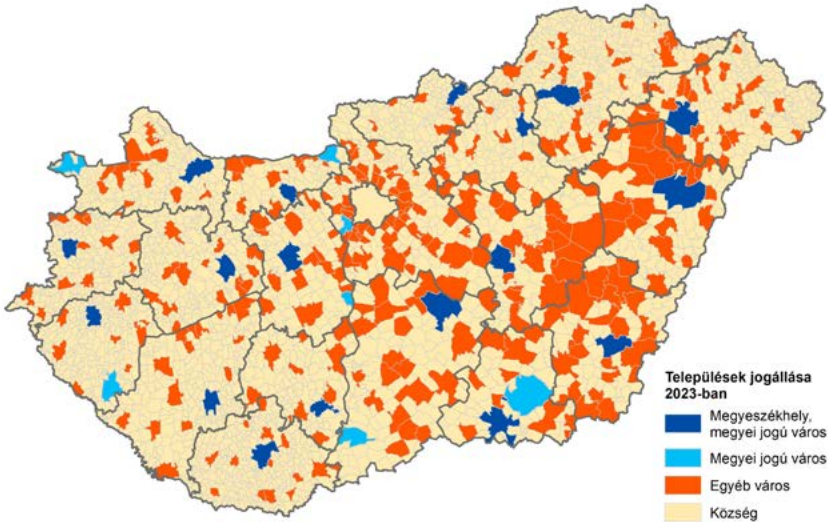 Települések jogállása
2023-ban
Megyeszékhely,
megyei jogú város
Megyei jogú város
Egyéb város
Község